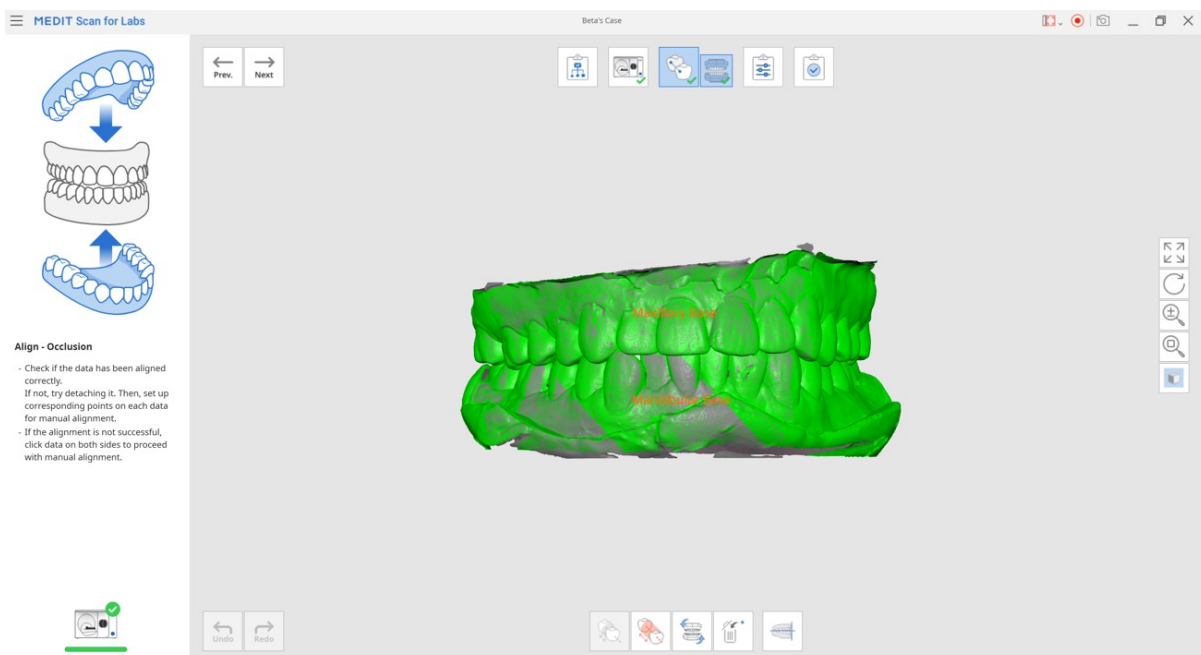 MEDIT Scan for Labs
Beta's Case
Prev.
Next
Maxillary Base
Mandibular Base
Align - Occlusion
- Check if the data has been aligned
correctly.
If not, try detaching it. Then, set up
corresponding points on each data
for manual alignment.
- If the alignment is not successful,
click data on both sides to proceed
with manual alignment.
Undo
Redo